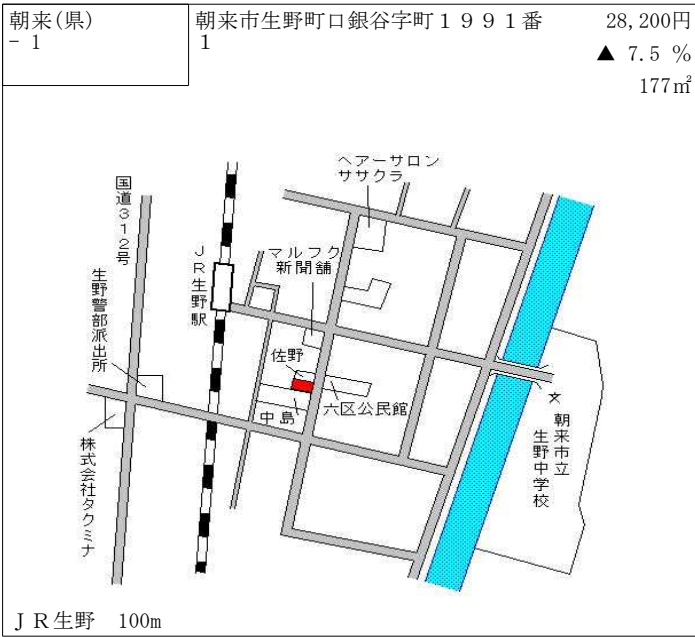 朝来(県)
－ 1
朝来市生野町口銀谷字町１９９１番
1
28,200円
▲ 7.5 %
177㎡
ヘアーサロン
ササクラ
国道３１２号
ＪＲ生野駅
マルフク
新聞舗
生野警部派出所
佐野
六区公民館
中島
朝来市立
生野中学校
株式会社タクミナ
ＪＲ生野　100m